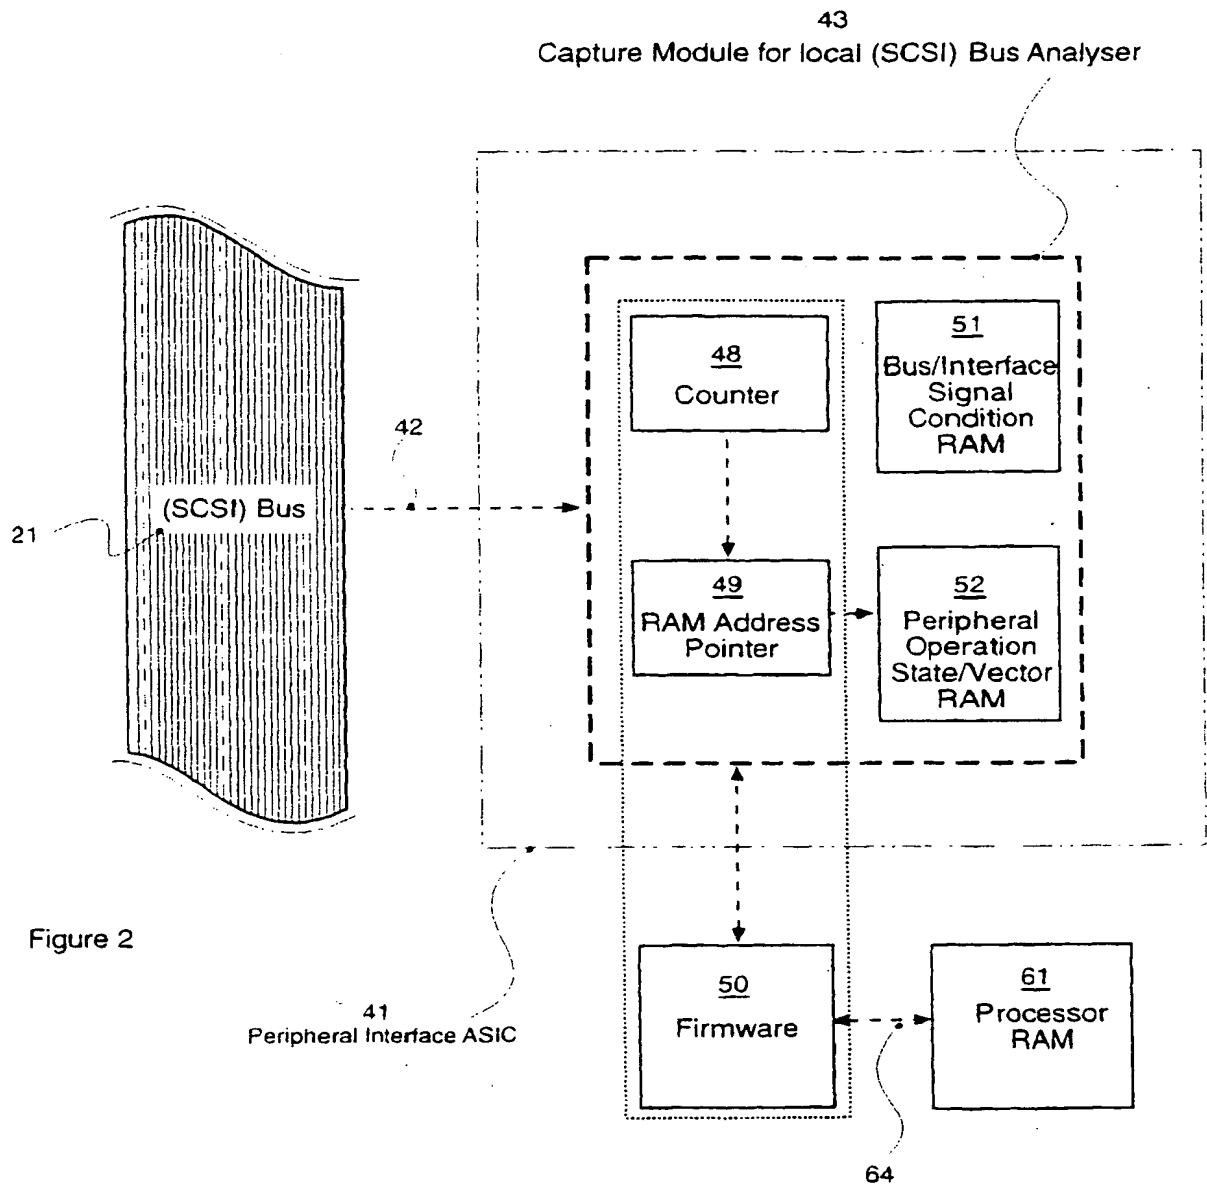 43
Capture Module for local (SCSI) Bus Analyser
48
Counter
51
Bus/Interface
Signal
Condition
RAM
42
(SCSI) Bus
21
49
RAM Address
Pointer
52
Peripheral
Operation
State/Vector
RAM
Figure 2
41
Peripheral Interface ASIC
50
Firmware
61
Processor
RAM
64